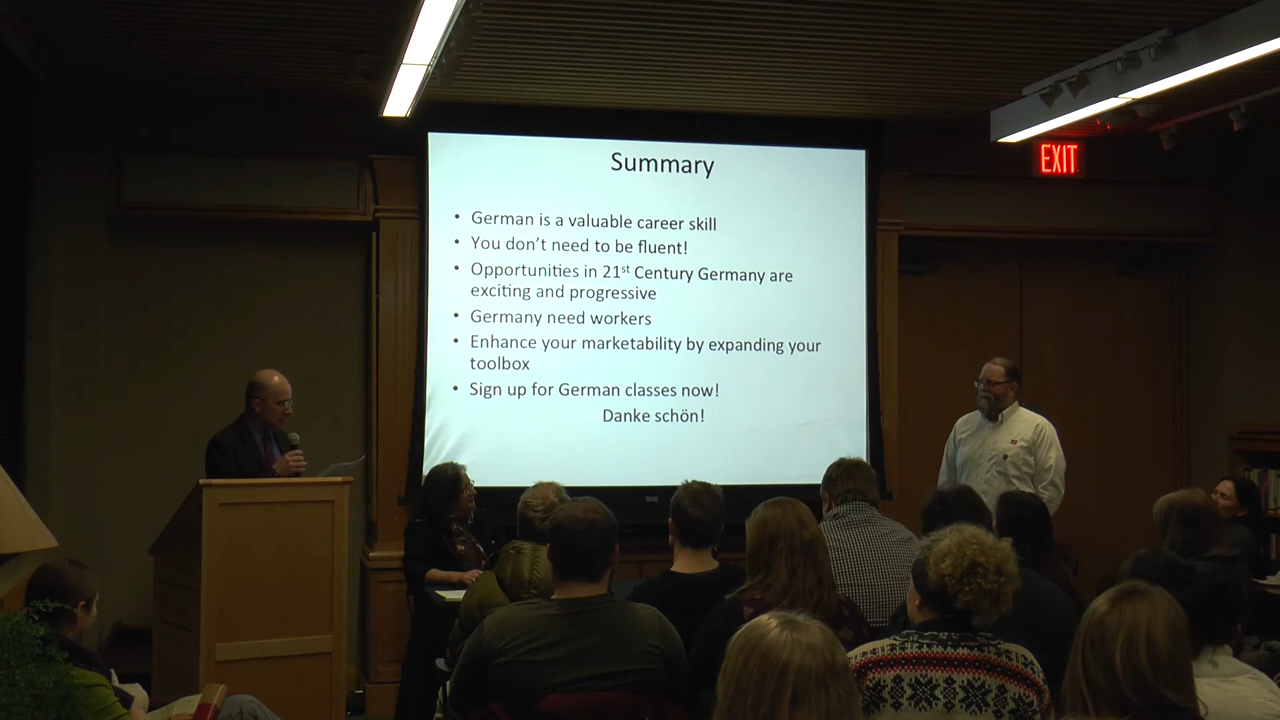 Summary
• German is a valuable career skill
• You don't need to be fluent!
• Opportunities in 21st Century Germany are
exciting and progressive
• Germany need workers
• Enhance your marketability by expanding your
toolbox
• Sign up for German classes now!
Danke schön!
EXIT